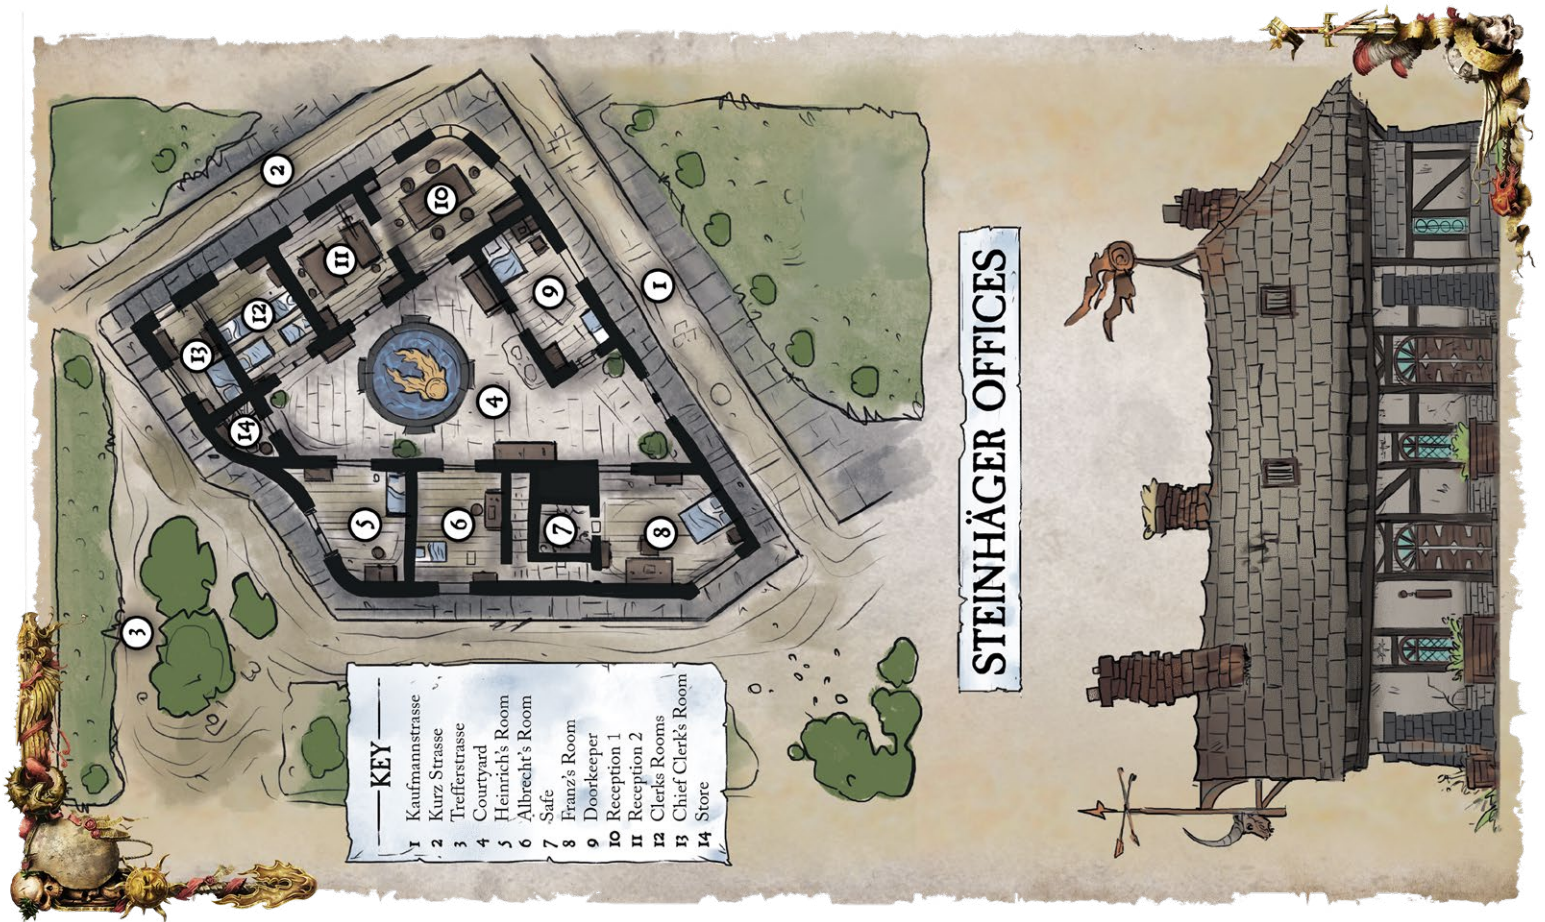 KEY
1 Kaufmannstrasse
2 Kurz Strasse
3 Trefferstrasse
4 Courtyard
5 Heinrich's Room
6 Albrecht's Room
7 Safe
8 Franz's Room
9 Doorkeeper
10 Reception 1
11 Reception 2
12 Clerks Rooms
13 Chief Clerk's Room
14 Store
3
14
13
12
11
2
10
5
6
7
8
4
9
1
STEINHÄGER OFFICES